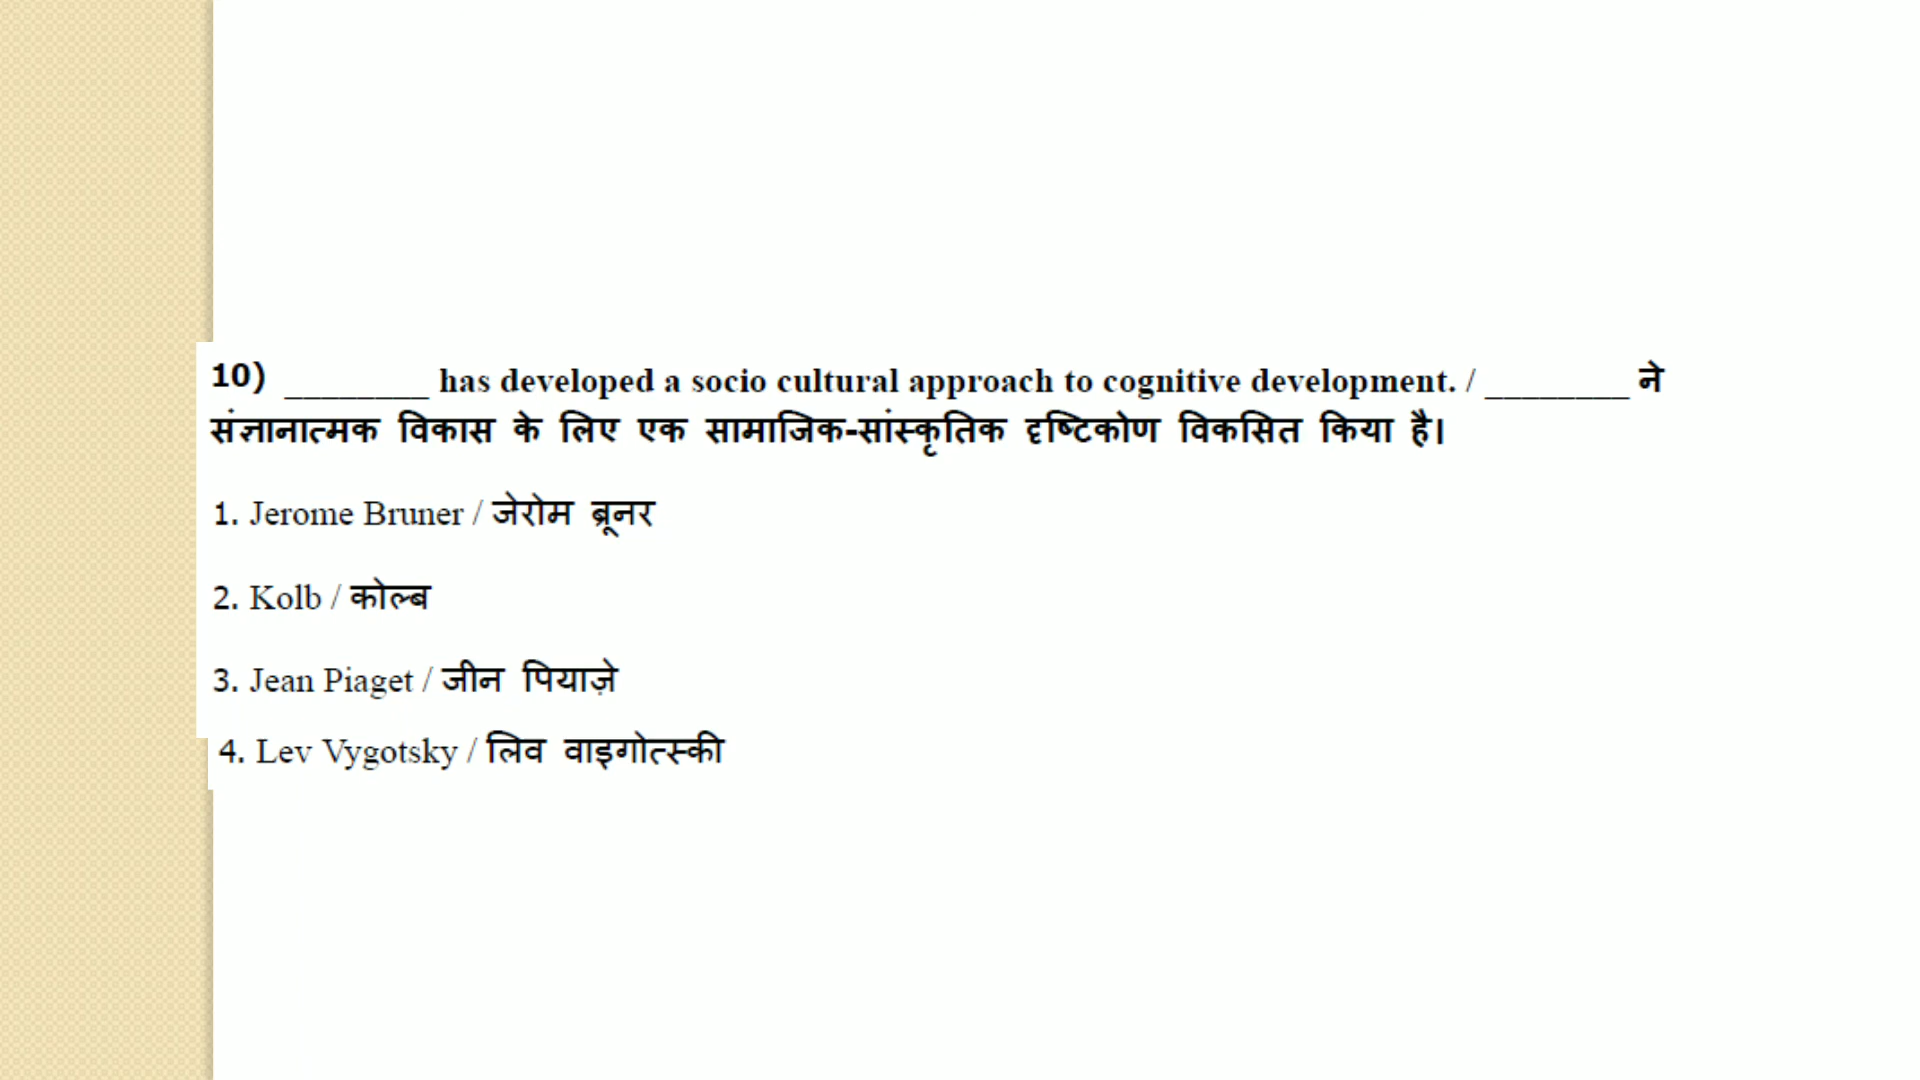 10) ________ has developed a socio cultural approach to cognitive development. / ________ ने
संज्ञानात्मक विकास के लिए एक सामाजिक-सांस्कृतिक दृष्टिकोण विकसित किया है।
1. Jerome Bruner / जेरोम ब्रूनर
2. Kolb / कोल्ब
3. Jean Piaget / जीन पियाज़े
4. Lev Vygotsky / लिव वाइगोत्स्की